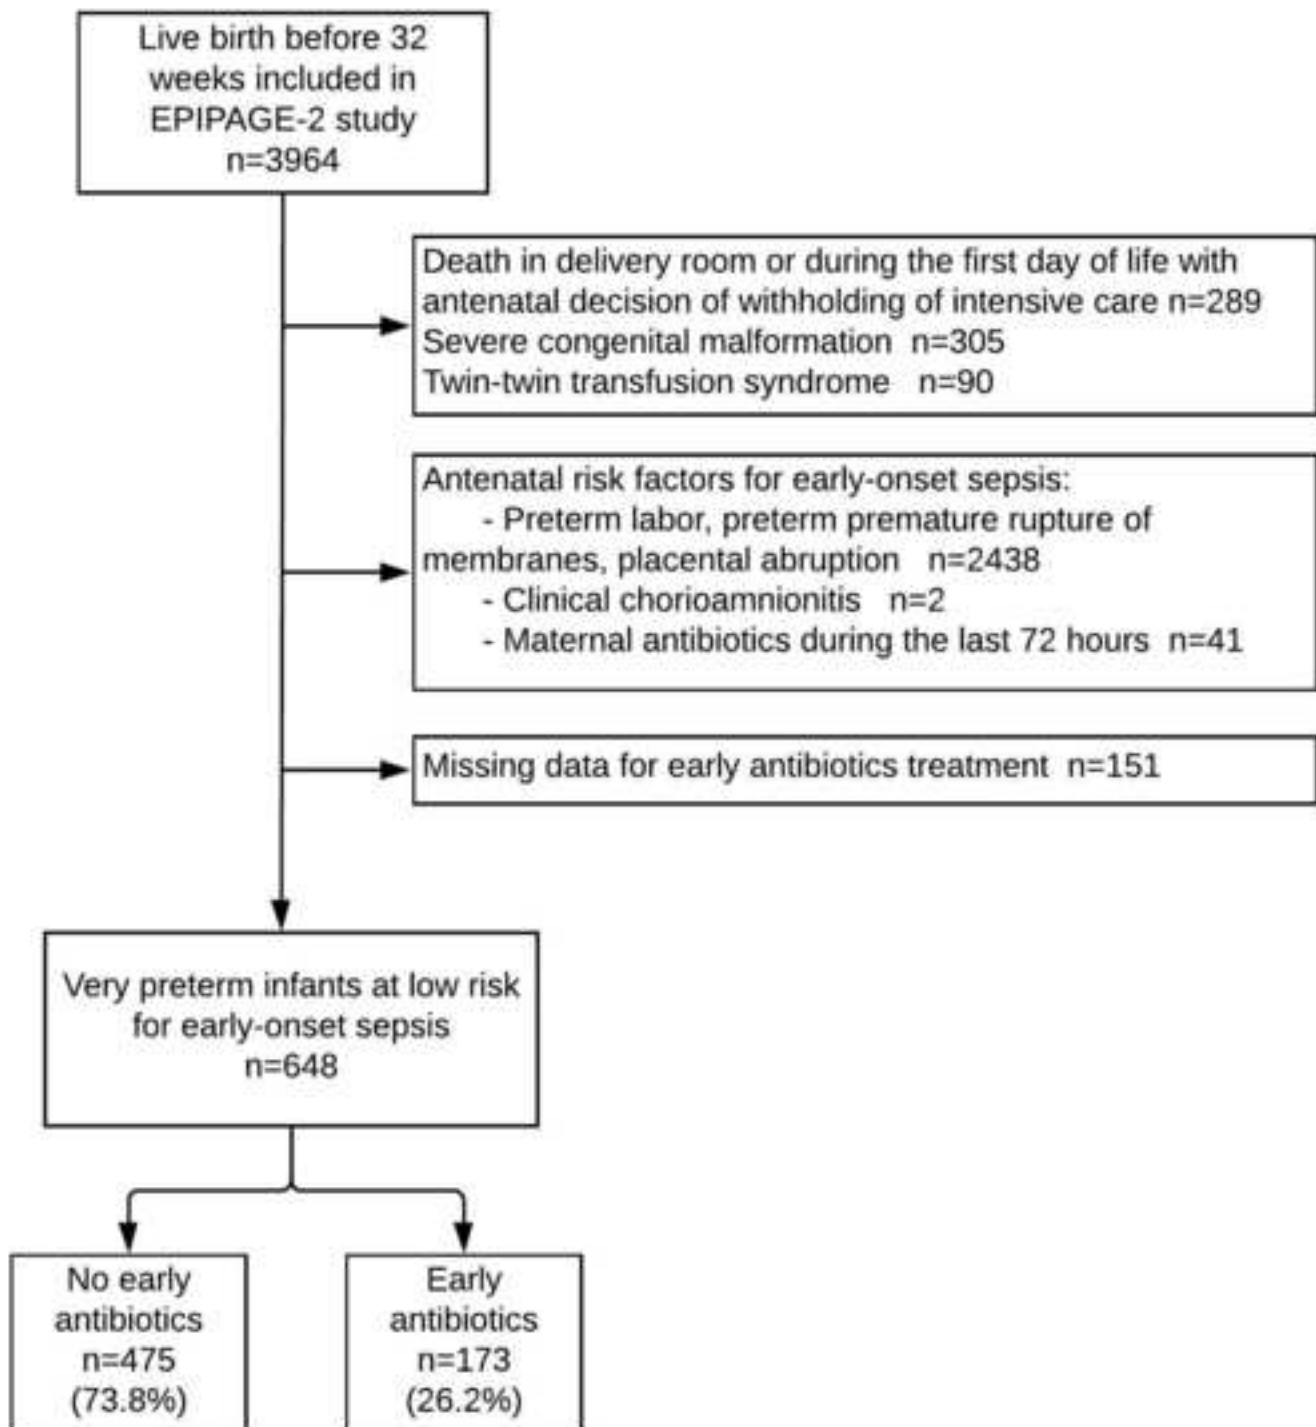 Live birth before 32
weeks included in
EPIPAGE-2 study
n=3964
Death in delivery room or during the first day of life with
antenatal decision of withholding of intensive care n=289
Severe congenital malformation n=305
Twin-twin transfusion syndrome n=90
Antenatal risk factors for early-onset sepsis:
- Preterm labor, preterm premature rupture of
membranes, placental abruption n=2438
- Clinical chorioamnionitis n=2
- Maternal antibiotics during the last 72 hours n=41
Missing data for early antibiotics treatment n=151
Very preterm infants at low risk
for early-onset sepsis
n=648
No early
antibiotics
n=475
(73.8%)
Early
antibiotics
n=173
(26.2%)